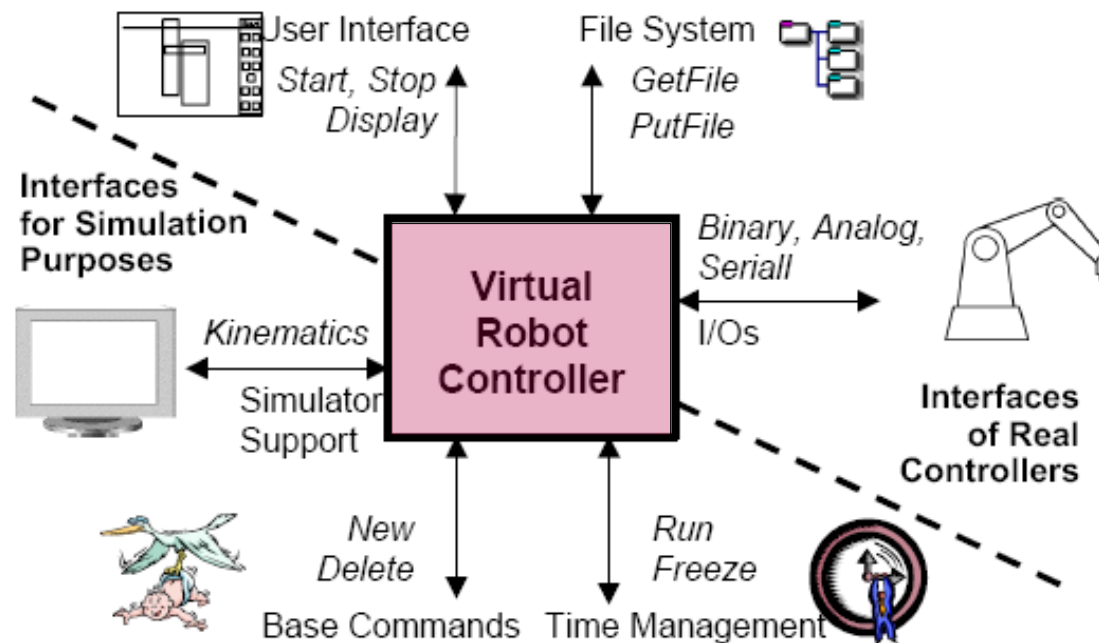 User Interface
Start, Stop
Display
File System
GetFile
PutFile
Interfaces
for Simulation
Purposes
Virtual
Robot
Controller
Binary, Analog,
Seriall
I/Os
Kinematics
Simulator
Support
Interfaces
of Real
Controllers
New
Delete
Base Commands
Run
Freeze
Time Management